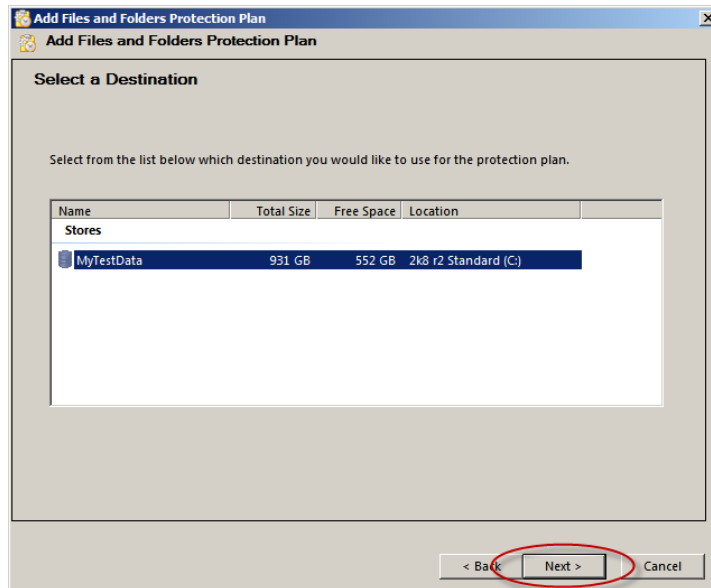 Add Files and Folders Protection Plan
Add Files and Folders Protection Plan
Select a Destination
Select from the list below which destination you would like to use for the protection plan.
Name Total Size Free Space Location
Stores
MyTestData 931 GB 552 GB 2k8 r2 Standard (C:)
< Back Next > Cancel